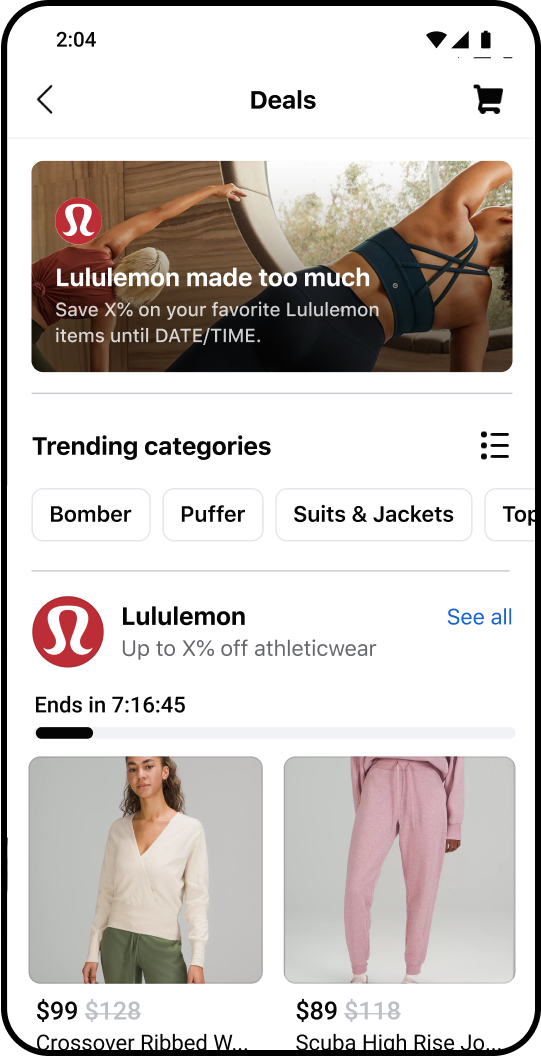 2:04
Deals
Lululemon made too much
Save X% on your favorite Lululemon
items until DATE/TIME.
Trending categories
Bomber
Puffer
Suits & Jackets
Top
Lululemon
See all
Up to X% off athleticwear
Ends in 7:16:45
$99 $128
$89 $118
Crossover Ribbed W...
Scuba High Rise Jo...